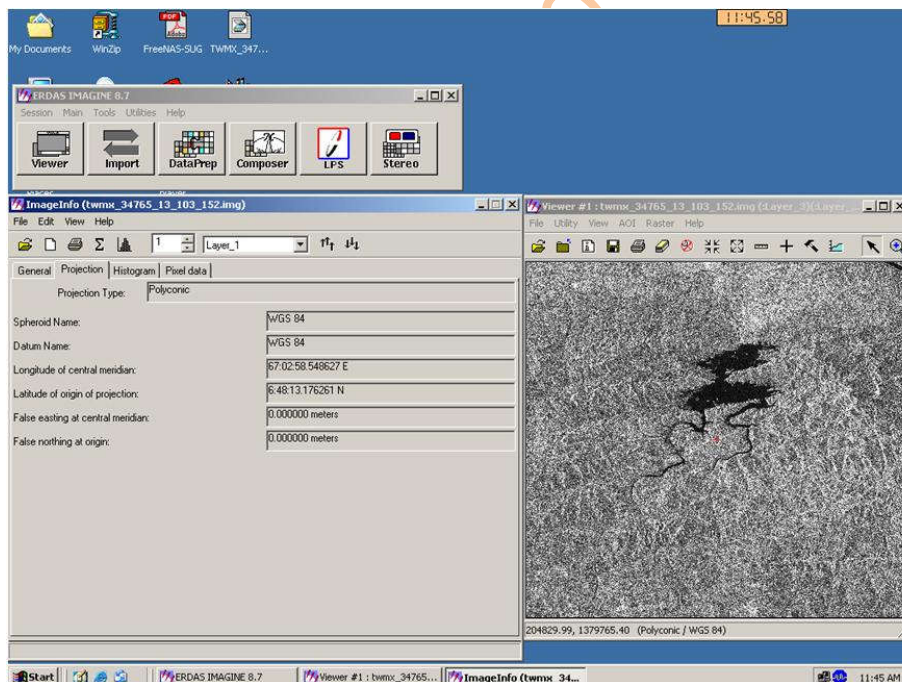 11:45:58
My Documents WinZip FreeNAS-SUG TWMX_347...
ERDAS IMAGINE 8.7
Session Main Tools Utilities Help
Viewer Import DataPrep Composer LPS Stereo
ImageInfo (twmx_34765_13_103_152.img)
File Edit View Help
1 Layer_1
General Projection Histogram Pixel data
Projection Type: Polyconic
Spheroid Name: WGS 84
Datum Name: WGS 84
Longitude of central meridian: 67:02:58.548627 E
Latitude of origin of projection: 6:48:13.176261 N
False easting at central meridian: 0.000000 meters
False northing at origin: 0.000000 meters
Viewer #1 : twmx_34765_13_103_152.img (:Layer_3)(:Layer_
File Utility View AOI Raster Help
204829.99, 1379765.40 (Polyconic / WGS 84)
Start ERDAS IMAGINE 8.7 Viewer #1 : twmx_34765... ImageInfo (twmx_34... 11:45 AM